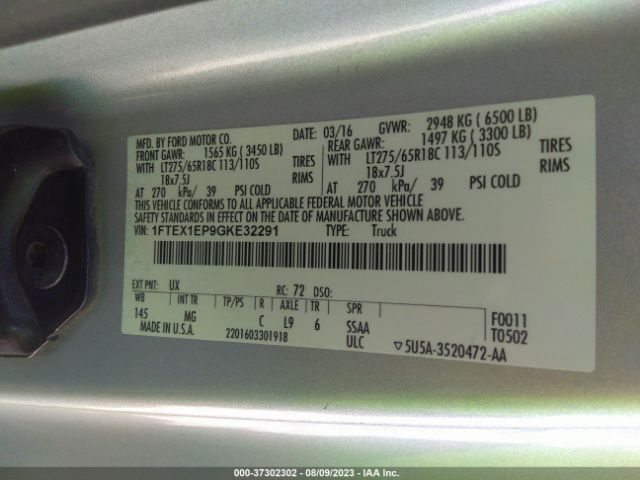 MFD. BY FORD MOTOR CO. DATE: 03/16 GVWR: 2948 KG ( 6500 LB)
FRONT GAWR: 1565 KG ( 3450 LB) REAR GAWR: 1497 KG ( 3300 LB)
WITH LT275/65R18C 113/110S TIRES WITH LT275/65R18C 113/110S TIRES
18x7.5J RIMS 18x7.5J RIMS
AT 270 kPa/ 39 PSI COLD AT 270 kPa/ 39 PSI COLD
THIS VEHICLE CONFORMS TO ALL APPLICABLE FEDERAL MOTOR VEHICLE
SAFETY STANDARDS IN EFFECT ON THE DATE OF MANUFACTURE SHOWN ABOVE.
VIN: 1FTEX1EP9GKE32291 TYPE: Truck
EXT PNT: UX RC: 72 DSO:
WB INT TR TP/PS R AXLE TR SPR F0011
145 MG C L9 6 SSAA T0502
MADE IN U.S.A. 2201603301918 ULC ▽5U5A-3520472-AA
000-37302302 - 08/09/2023 - IAA Inc.